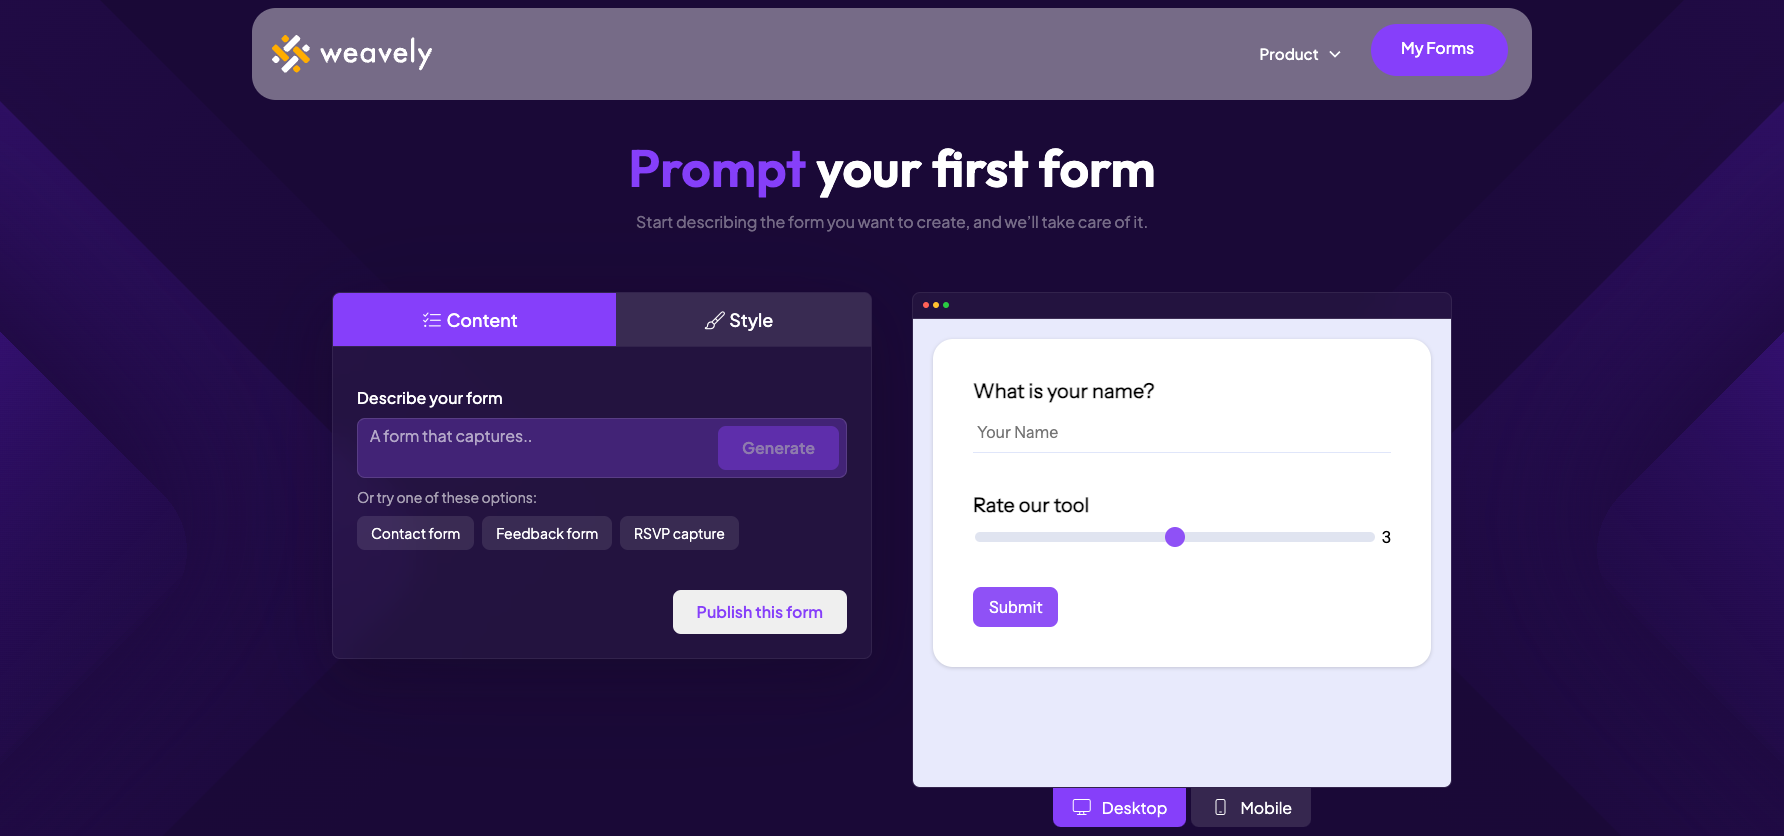 weavely
Product
My Forms
Prompt your first form
Start describing the form you want to create, and we'll take care of it.
Content
Style
Describe your form
A form that captures..
Generate
Or try one of these options:
Contact form
Feedback form
RSVP capture
Publish this form
What is your name?
Your Name
Rate our tool
3
Submit
Desktop
Mobile